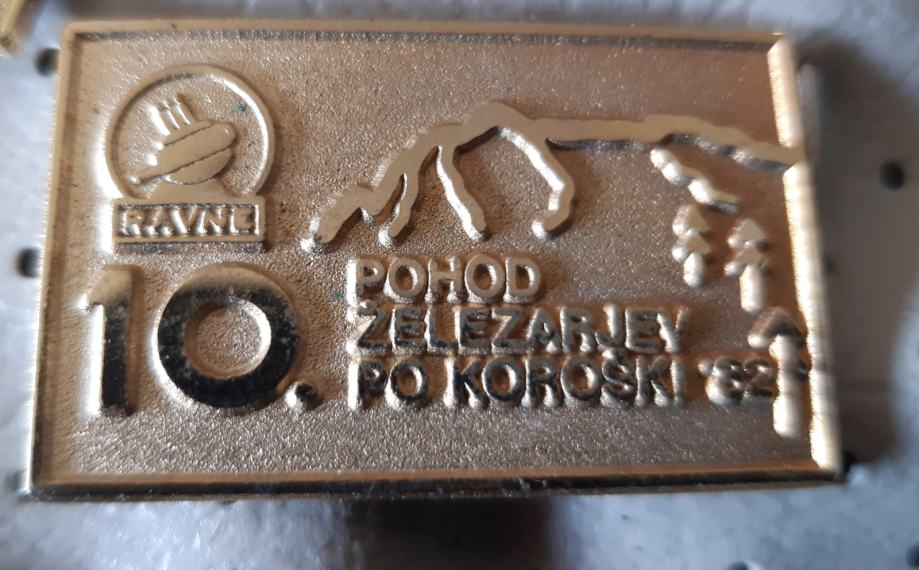 RAVNE
10.
POHOD
ŽELEZARJEV
PO KOROŠKI '82